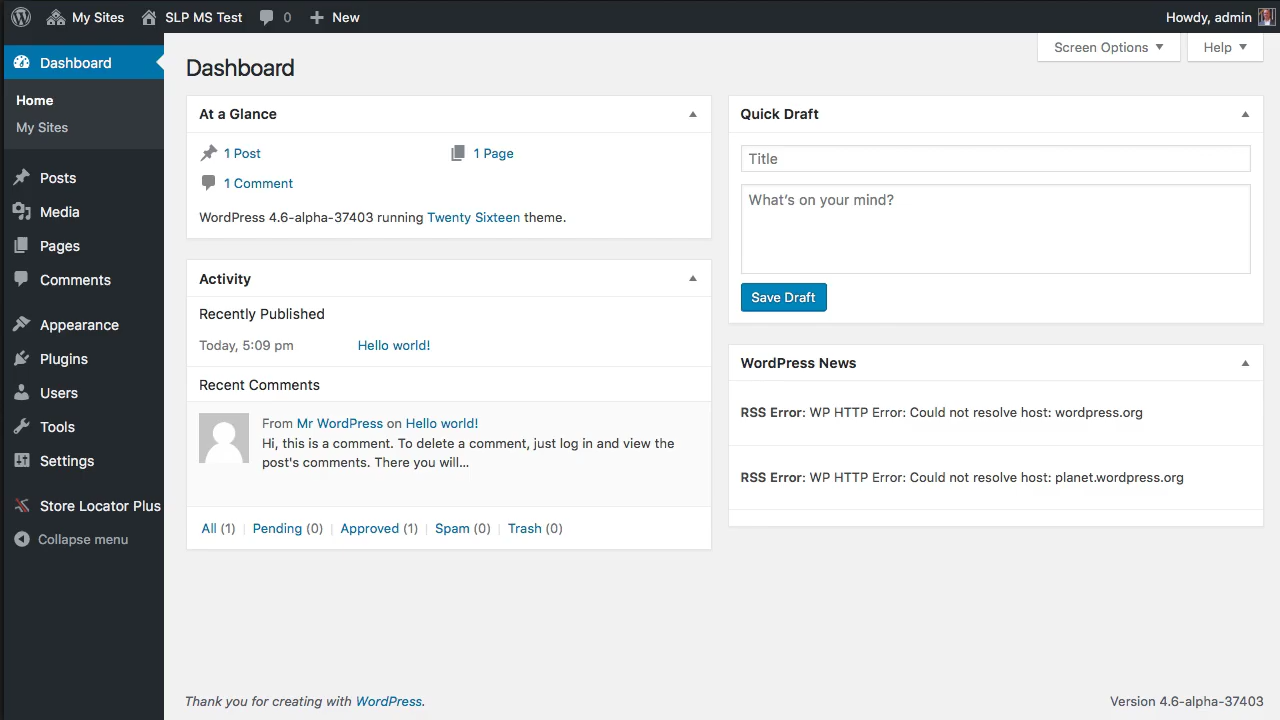 My Sites SLP MS Test 0 New Howdy, admin
Dashboard
Home
My Sites
Posts
Media
Pages
Comments
Appearance
Plugins
Users
Tools
Settings
Store Locator Plus
Collapse menu
Screen Options Help
Dashboard
At a Glance
1 Post 1 Page
1 Comment
WordPress 4.6-alpha-37403 running Twenty Sixteen theme.
Activity
Recently Published
Today, 5:09 pm Hello world!
Recent Comments
From Mr WordPress on Hello world!
Hi, this is a comment. To delete a comment, just log in and view the
post's comments. There you will...
All (1) | Pending (0) | Approved (1) | Spam (0) | Trash (0)
Quick Draft
Title
What's on your mind?
Save Draft
WordPress News
RSS Error: WP HTTP Error: Could not resolve host: wordpress.org
RSS Error: WP HTTP Error: Could not resolve host: planet.wordpress.org
Thank you for creating with WordPress. Version 4.6-alpha-37403